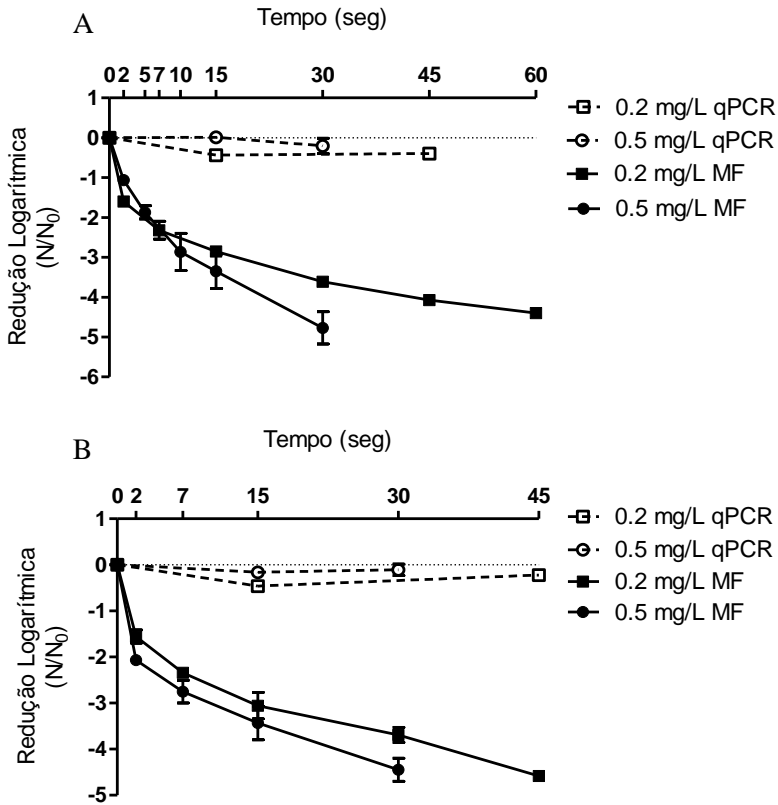 A
Tempo (seg)
0 2 5 7 10 15 30 45 60
1
0
-1
-2
-3
-4
-5
-6
Redução Logarítmica
(N/N0)
0.2 mg/L qPCR
0.5 mg/L qPCR
0.2 mg/L MF
0.5 mg/L MF
B
Tempo (seg)
0 2 7 15 30 45
1
0
-1
-2
-3
-4
-5
Redução Logarítmica
(N/N0)
0.2 mg/L qPCR
0.5 mg/L qPCR
0.2 mg/L MF
0.5 mg/L MF